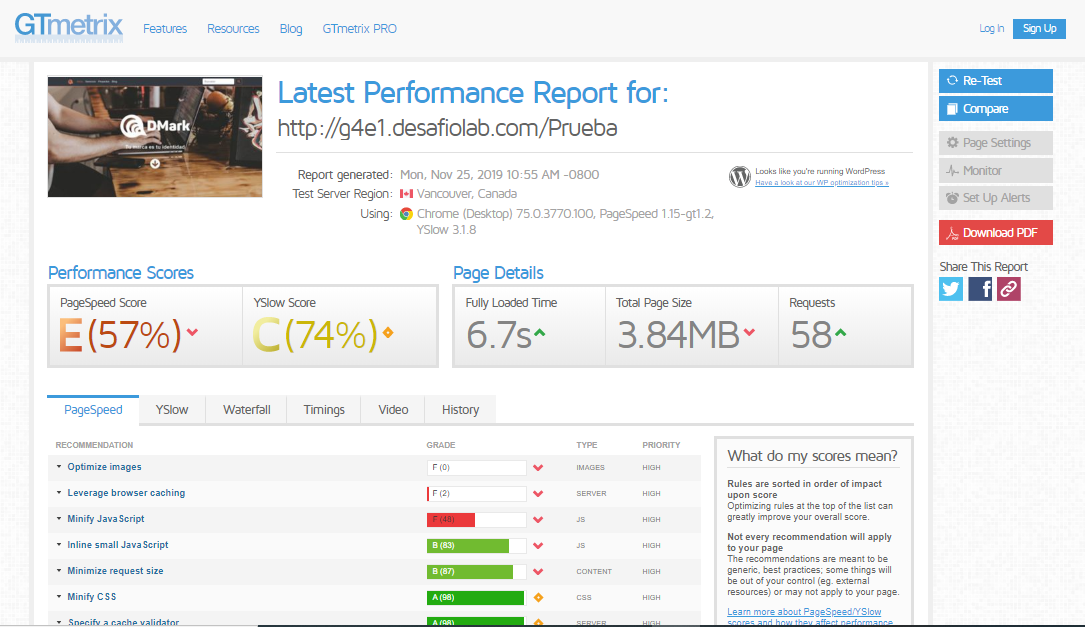 GTmetrix
Features Resources Blog GTmetrix PRO
Log In Sign Up
DMark
Latest Performance Report for:
http://g4e1.desafiolab.com/Prueba
Report generated: Mon, Nov 25, 2019 10:55 AM -0800
Test Server Region: Vancouver, Canada
Using: Chrome (Desktop) 75.0.3770.100, PageSpeed 1.15-gt1.2,
YSlow 3.1.8
Looks like you're running WordPress
Have a look at our WP optimization tips »
Re-Test
Compare
Page Settings
Monitor
Set Up Alerts
Download PDF
Share This Report
Performance Scores
PageSpeed Score
E(57%)
YSlow Score
C(74%)
Page Details
Fully Loaded Time
6.7s
Total Page Size
3.84MB
Requests
58
PageSpeed YSlow Waterfall Timings Video History
RECOMMENDATION GRADE TYPE PRIORITY
Optimize images F (0) IMAGES HIGH
Leverage browser caching F (2) SERVER HIGH
Minify JavaScript F (48) JS HIGH
Inline small JavaScript B (83) JS HIGH
Minimize request size B (87) CONTENT HIGH
Minify CSS A (98) CSS HIGH
Specify a cache validator A (98) SERVER HIGH
What do my scores mean?
Rules are sorted in order of impact
upon score
Optimizing rules at the top of the list can
greatly improve your overall score.
Not every recommendation will apply
to your page
The recommendations are meant to be
generic, best practices; some things will
be out of your control (eg. external
resources) or may not apply to your page.
Learn more about PageSpeed/YSlow
scores and how they affect performance